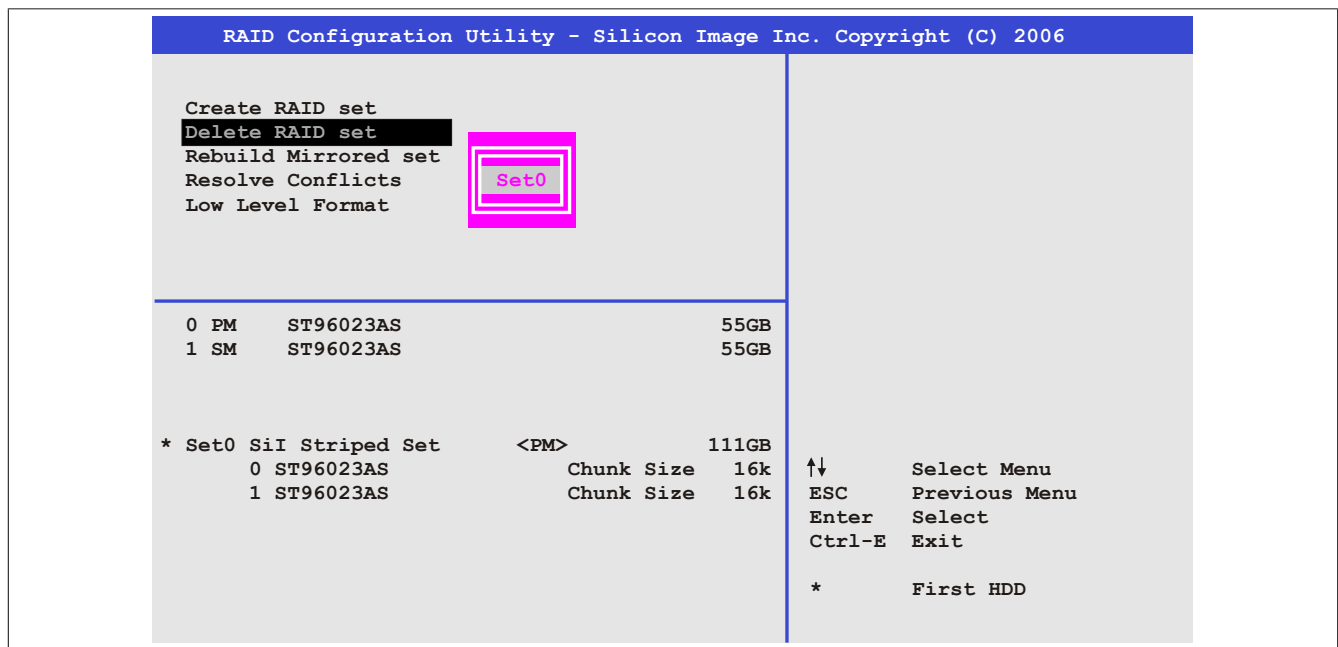 RAID Configuration Utility - Silicon Image Inc. Copyright (C) 2006
Create RAID set
Delete RAID set
Rebuild Mirrored set
Resolve Conflicts
Low Level Format
Set0
0 PM ST96023AS 55GB
1 SM ST96023AS 55GB
* Set0 SiI Striped Set <PM> 111GB
0 ST96023AS Chunk Size 16k
1 ST96023AS Chunk Size 16k
↑↓ Select Menu
ESC Previous Menu
Enter Select
Ctrl-E Exit
* First HDD